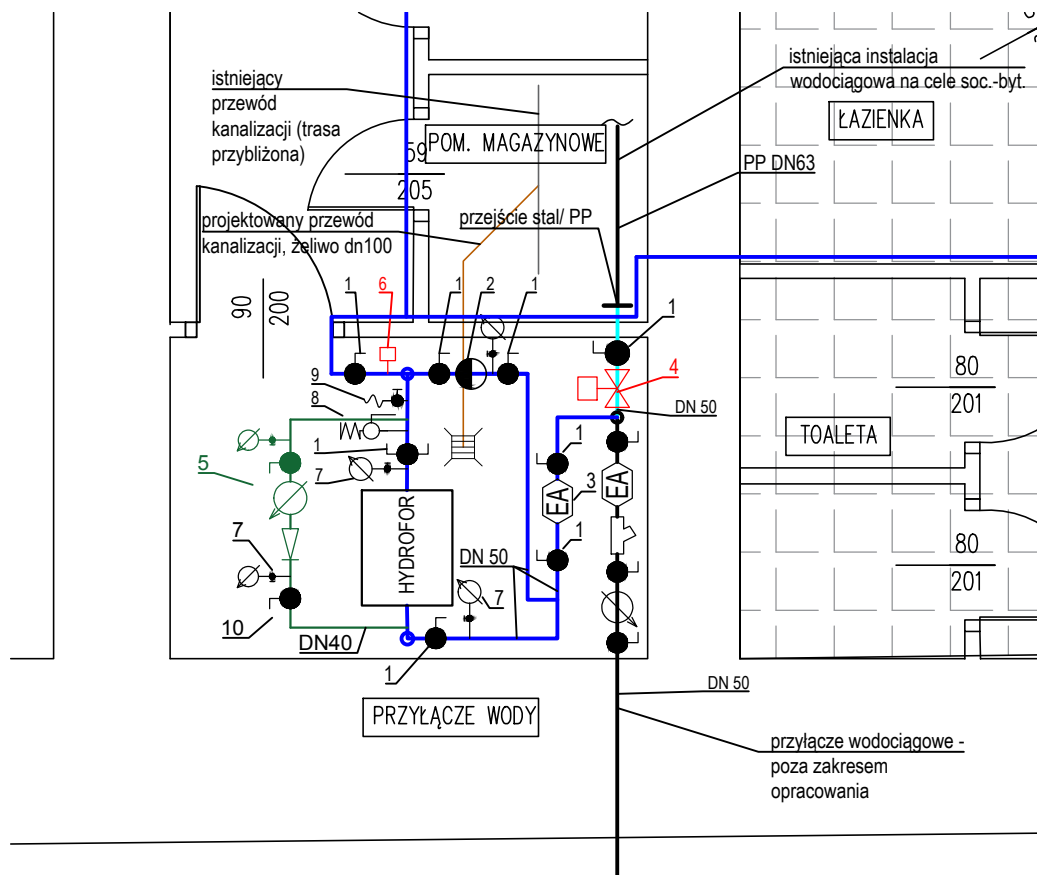 istniejący
przewód
kanalizacji (trasa
przybliżona)
POM. MAGAZYNOWE
59
205
istniejąca instalacja
wodociągowa na cele soc.-byt.
ŁAZIENKA
PP DN63
przejście stal/ PP
projektowany przewód
kanalizacji, żeliwo dn100
90
200
1
6
1
2
1
1
4
DN 50
9
8
1
7
5
7
10
HYDROFOR
DN40
1
DN 50
7
1
EA
3
1
EA
80
201
TOALETA
80
201
PRZYŁĄCZE WODY
DN 50
przyłącze wodociągowe -
poza zakresem
opracowania